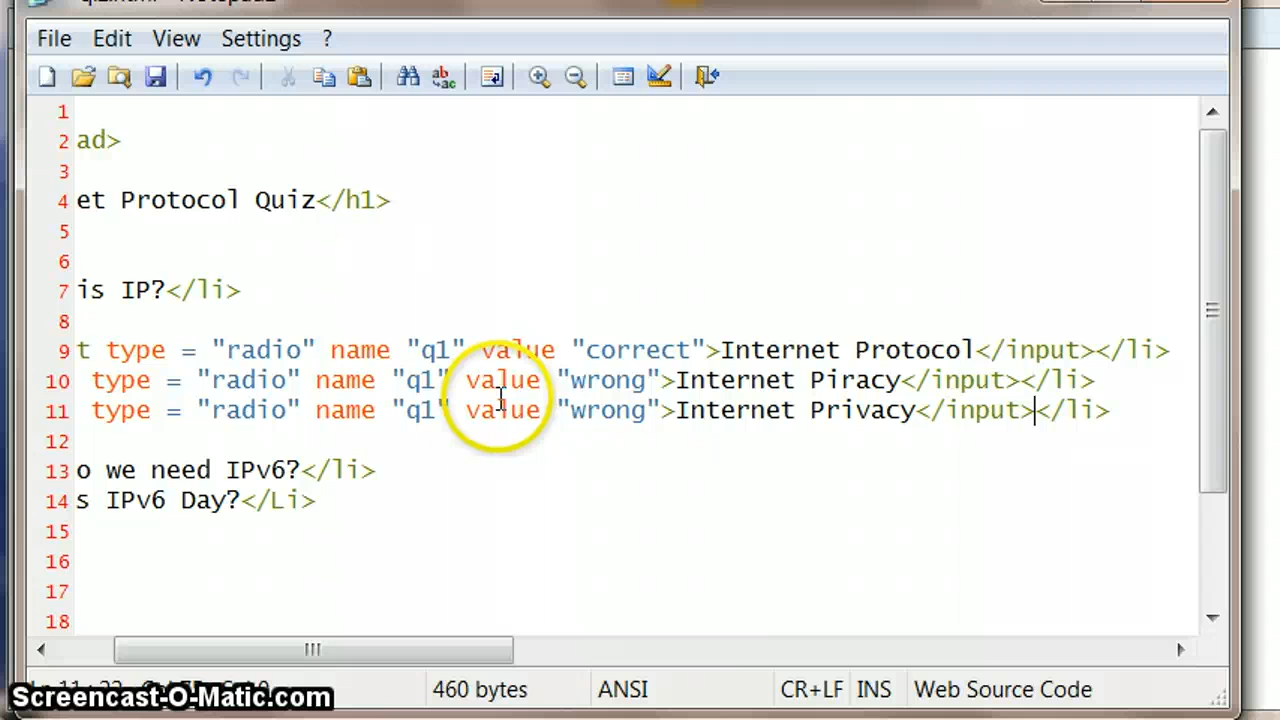 File Edit View Settings ?
1
2 ad>
3
4 et Protocol Quiz</h1>
5
6
7 is IP?</li>
8
9 t type = "radio" name "q1" value "correct">Internet Protocol</input></li>
10 type = "radio" name "q1" value "wrong">Internet Piracy</input></li>
11 type = "radio" name "q1" value "wrong">Internet Privacy</input></li>
12
13 o we need IPv6?</li>
14 s IPv6 Day?</Li>
15
16
17
18
460 bytes ANSI CR+LF INS Web Source Code
Screencast-O-Matic.com